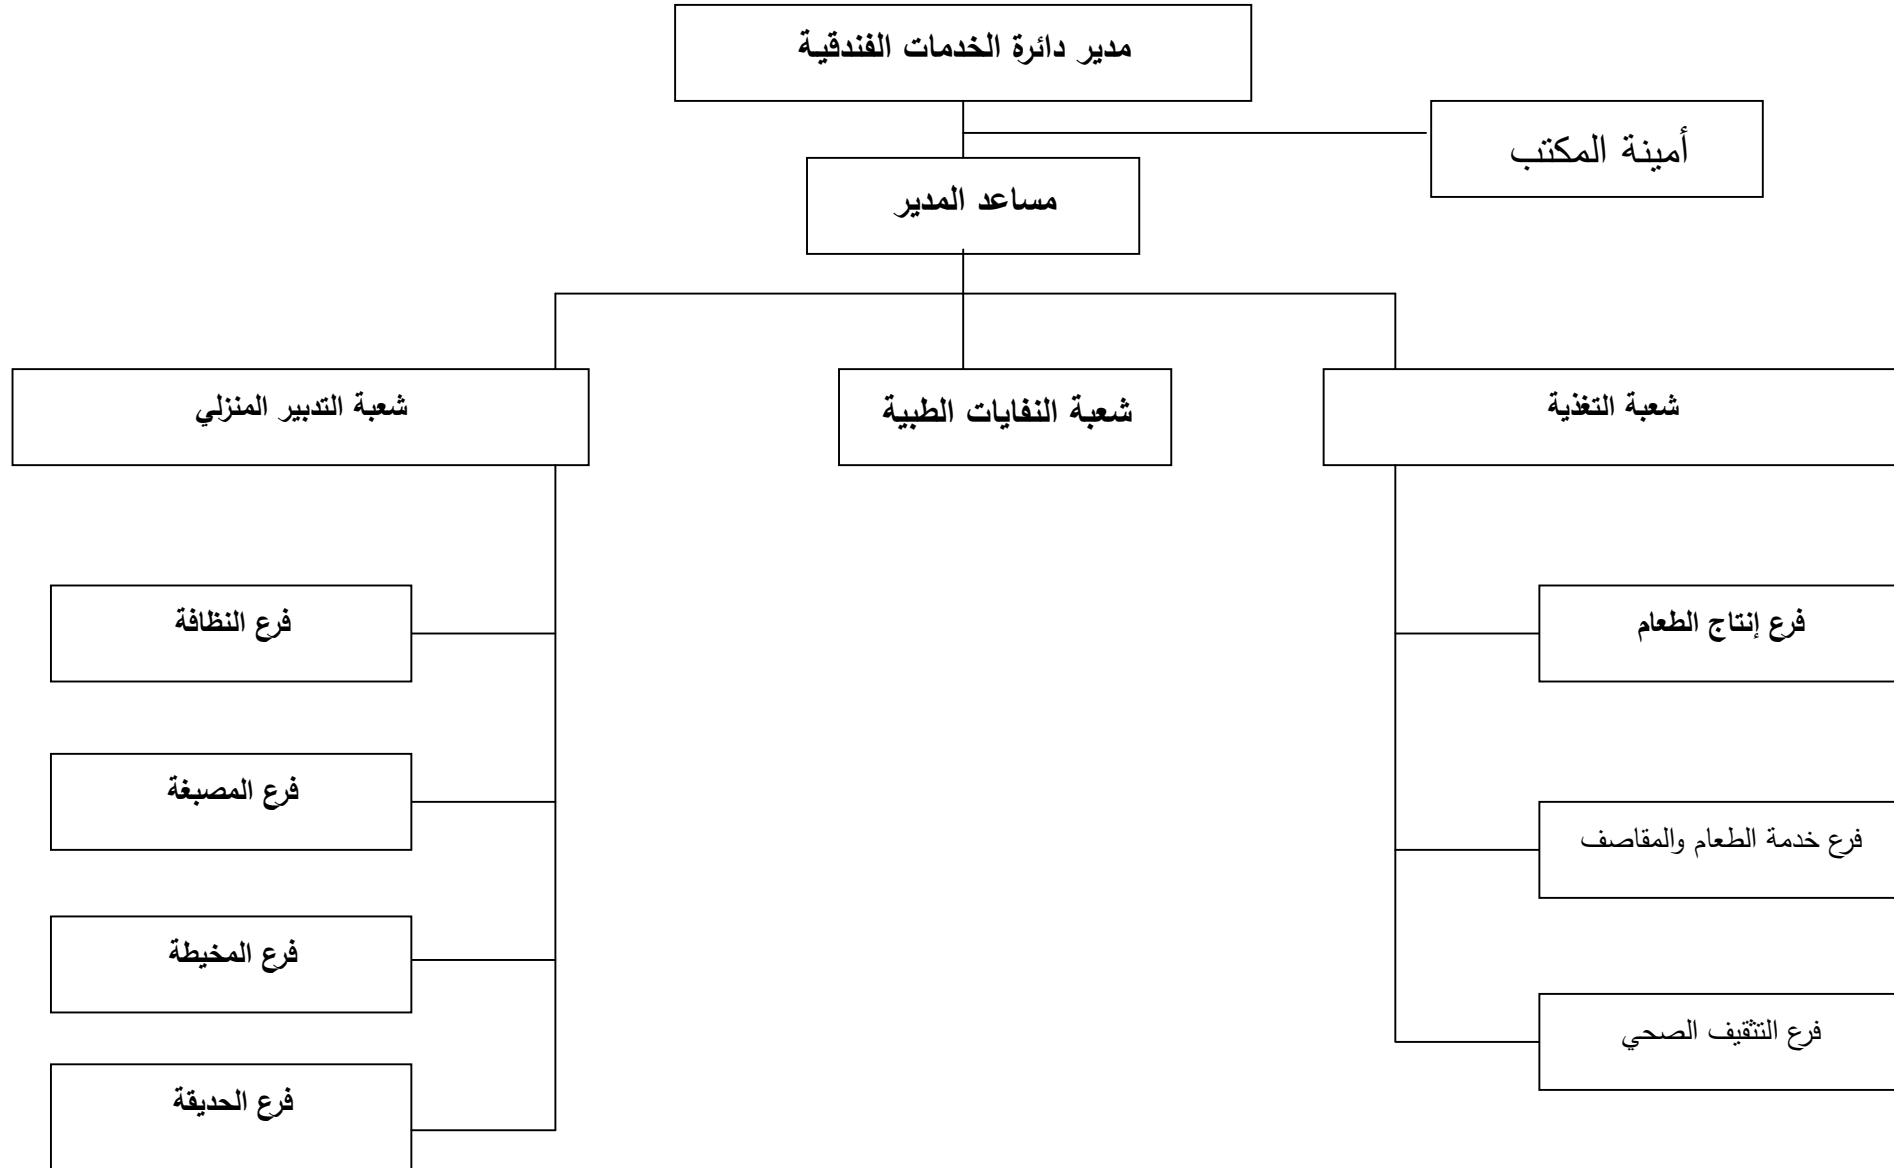 مدير دائرة الخدمات الفندقية
أمينة المكتب
مساعد المدير
شعبة التغذية
شعبة النفايات الطبية
شعبة التدبير المنزلي
فرع إنتاج الطعام
فرع النظافة
فرع المصبغة
فرع خدمة الطعام والمقاصف
فرع المخيطة
فرع التثقيف الصحي
فرع الحديقة